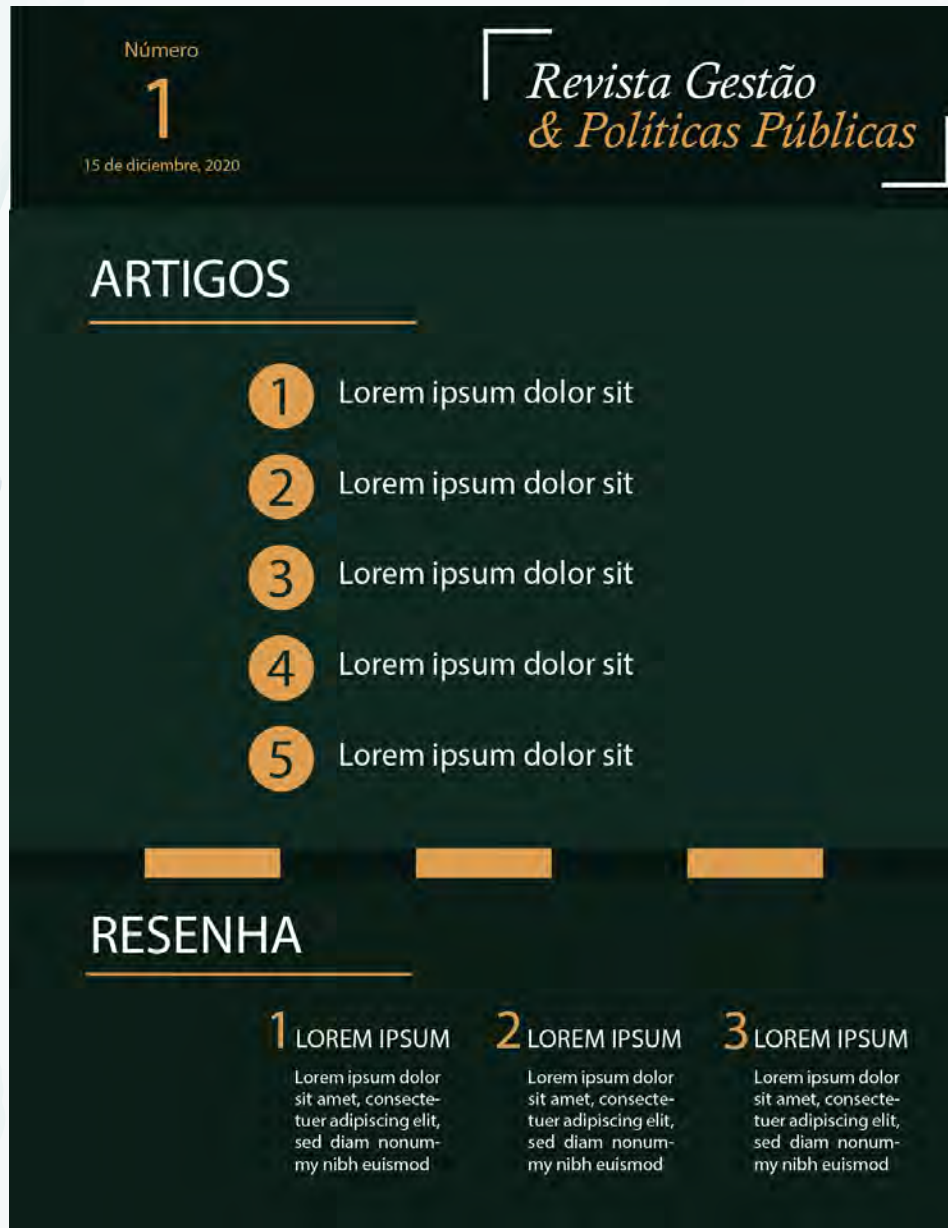 Número
1
15 de diciembre, 2020
Revista Gestão
& Políticas Públicas
ARTIGOS
1 Lorem ipsum dolor sit
2 Lorem ipsum dolor sit
3 Lorem ipsum dolor sit
4 Lorem ipsum dolor sit
5 Lorem ipsum dolor sit
RESENHA
1 LOREM IPSUM
Lorem ipsum dolor
sit amet, consecte-
tuer adipiscing elit,
sed diam nonum-
my nibh euismod
2 LOREM IPSUM
Lorem ipsum dolor
sit amet, consecte-
tuer adipiscing elit,
sed diam nonum-
my nibh euismod
3 LOREM IPSUM
Lorem ipsum dolor
sit amet, consecte-
tuer adipiscing elit,
sed diam nonum-
my nibh euismod